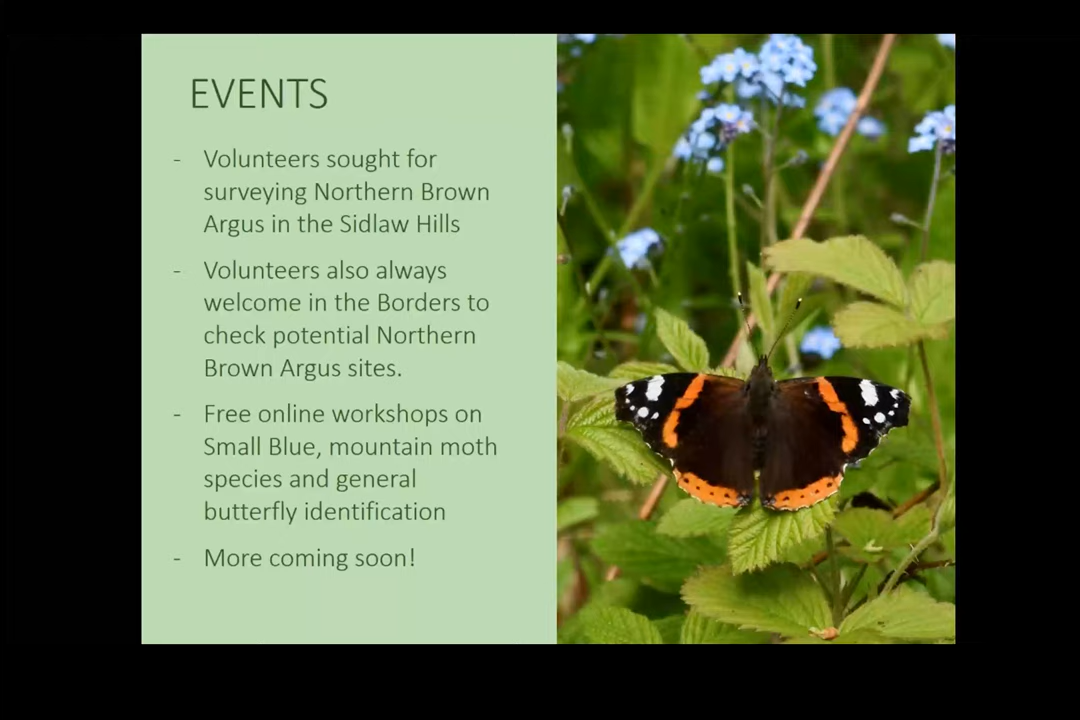 EVENTS
- Volunteers sought for
surveying Northern Brown
Argus in the Sidlaw Hills
- Volunteers also always
welcome in the Borders to
check potential Northern
Brown Argus sites.
- Free online workshops on
Small Blue, mountain moth
species and general
butterfly identification
- More coming soon!